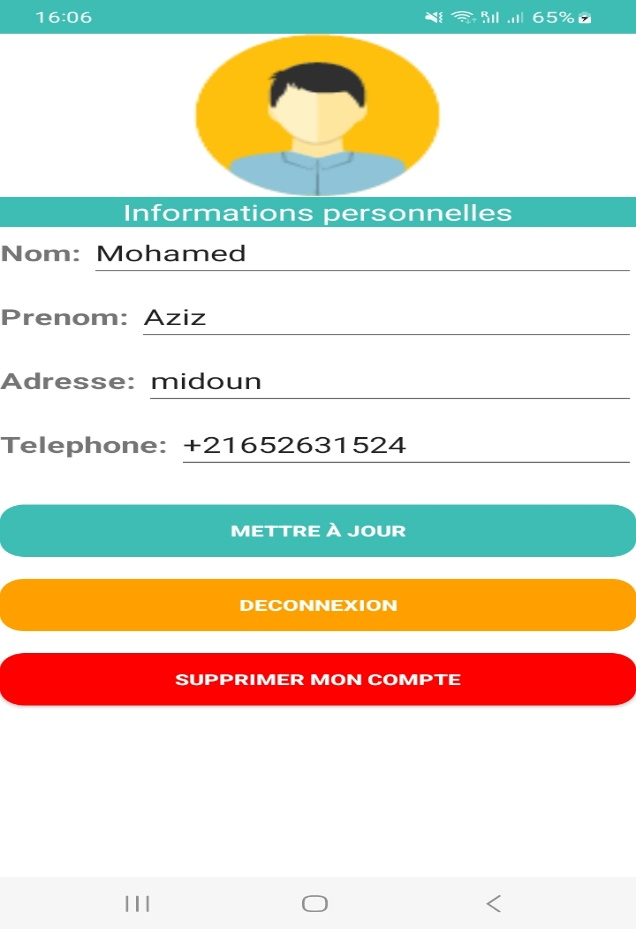 16:06 65%
Informations personnelles
Nom: Mohamed
Prenom: Aziz
Adresse: midoun
Telephone: +21652631524
METTRE À JOUR
DECONNEXION
SUPPRIMER MON COMPTE